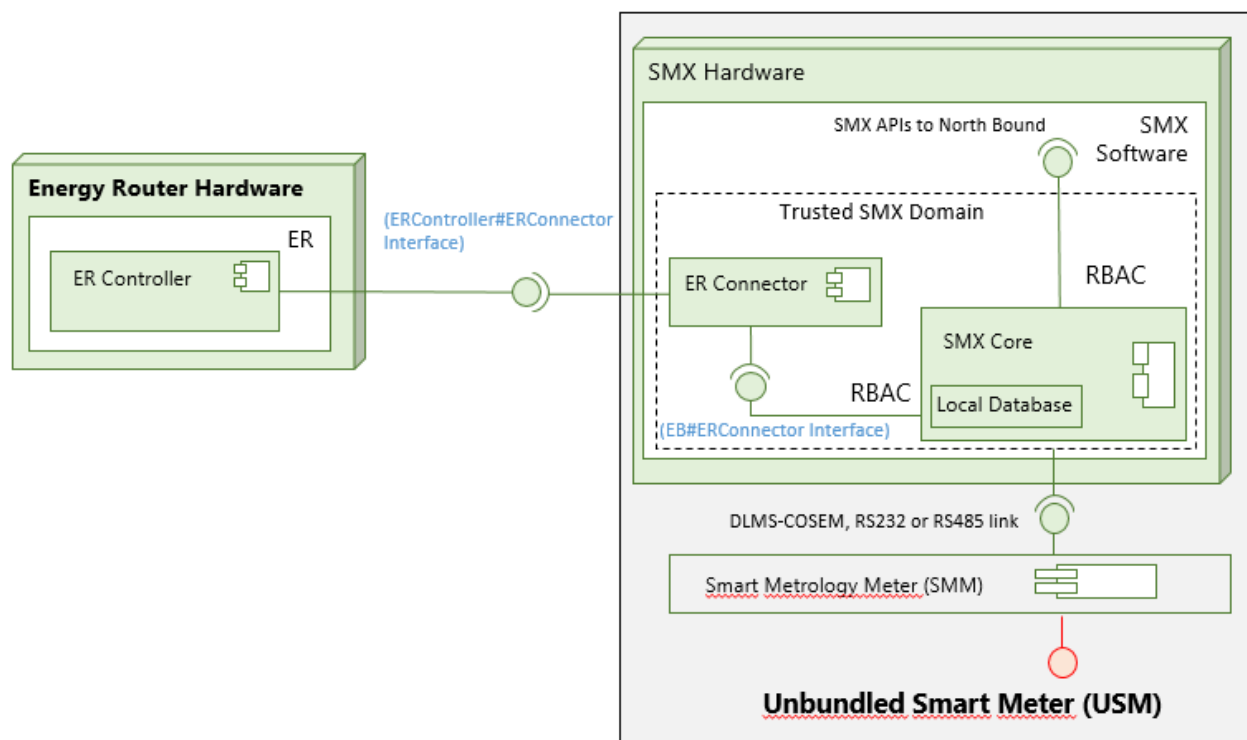 SMX Hardware
SMX APIs to North Bound
SMX
Software
Energy Router Hardware
ER
ER Controller
(ERController#ERConnector
Interface)
Trusted SMX Domain
ER Connector
RBAC
SMX Core
Local Database
RBAC
(EB#ERConnector Interface)
DLMS-COSEM, RS232 or RS485 link
Smart Metrology Meter (SMM)
Unbundled Smart Meter (USM)